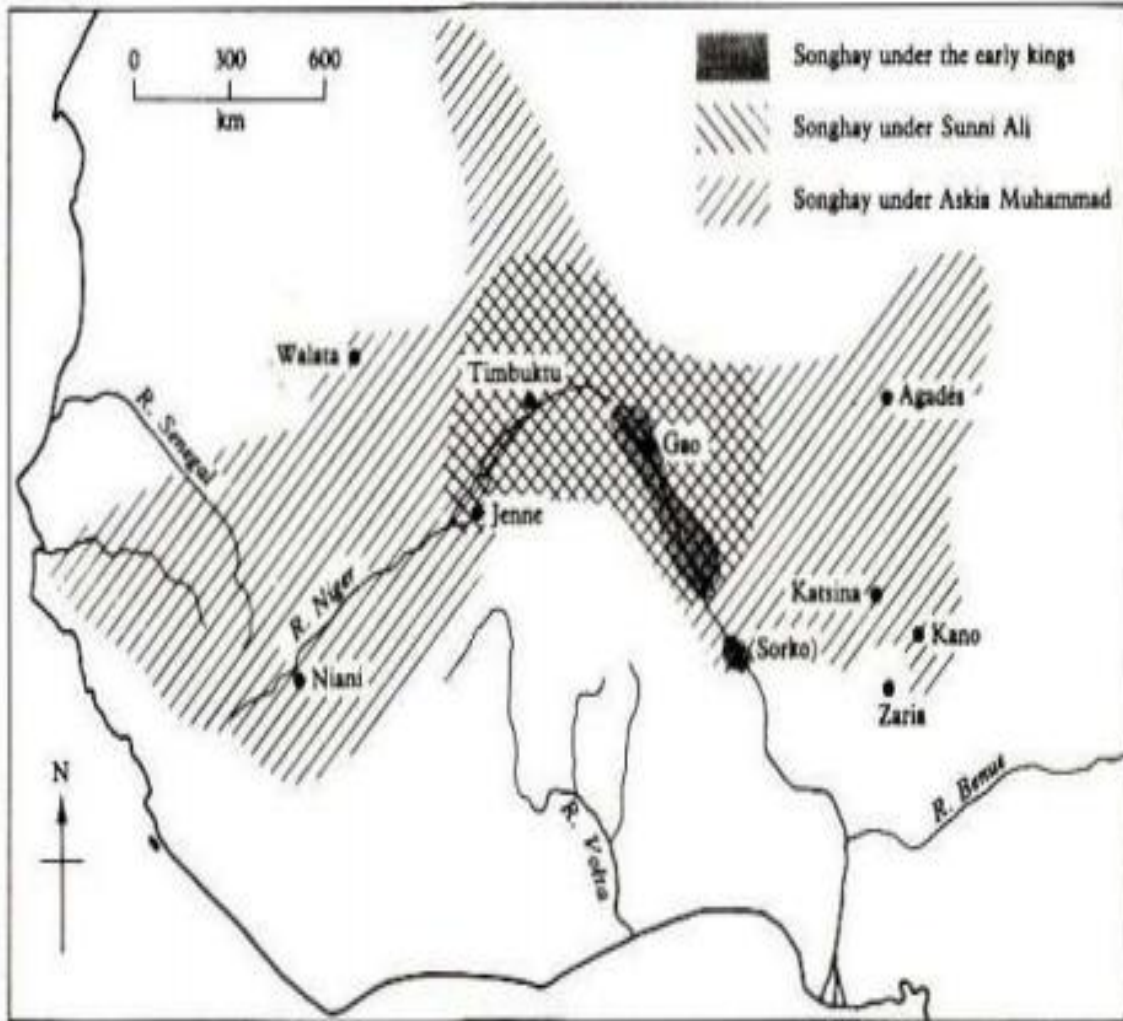 0 300 600
km
Songhay under the early kings
Songhay under Sunni Ali
Songhay under Askia Muhammad
Walata
Timbuktu
R. Senegal
Gao
Agadès
Jenne
R. Niger
Katsina
Kano
(Sorko)
Niani
Zaria
N
R. Benue
R. Volta